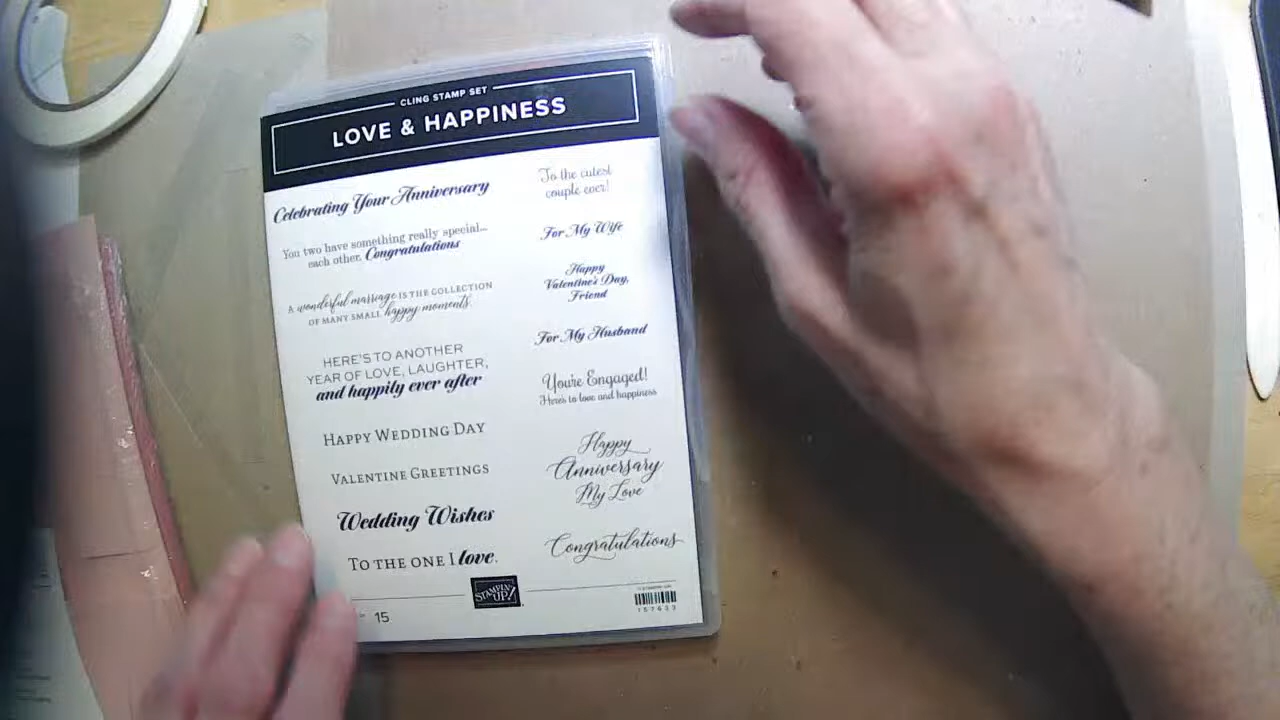 CLING STAMP SET
LOVE & HAPPINESS
Celebrating Your Anniversary
You two have something really special...
each other. Congratulations
A wonderful marriage IS THE COLLECTION
OF MANY SMALL happy moments.
HERE'S TO ANOTHER
YEAR OF LOVE, LAUGHTER,
and happily ever after
HAPPY WEDDING DAY
VALENTINE GREETINGS
Wedding Wishes
TO THE ONE I love.
To the cutest
couple ever!
For My Wife
Happy
Valentine's Day,
Friend
For My Husband
You're Engaged!
Here's to love and happiness
Happy
Anniversary
My Love
Congratulations
STAMPIN' UP!
15